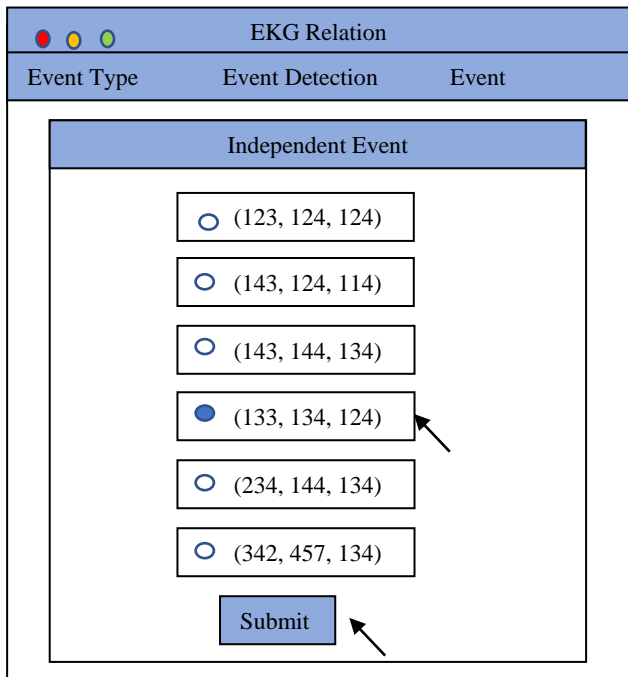 EKG Relation
Event Type Event Detection Event
Independent Event
(123, 124, 124)
(143, 124, 114)
(143, 144, 134)
(133, 134, 124)
(234, 144, 134)
(342, 457, 134)
Submit